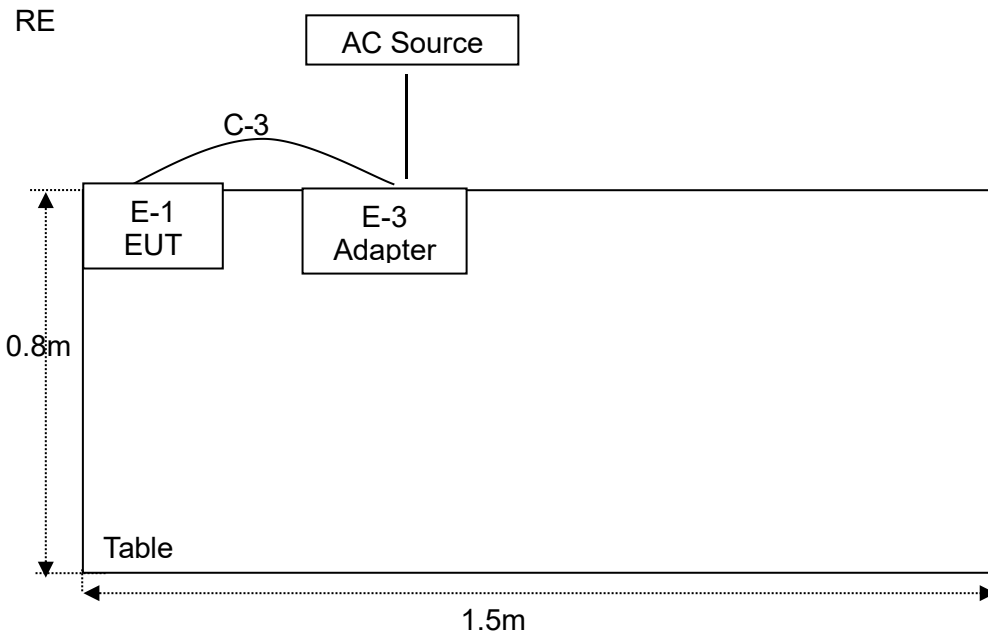 RE
AC Source
C-3
E-1
EUT
E-3
Adapter
0.8m
Table
1.5m